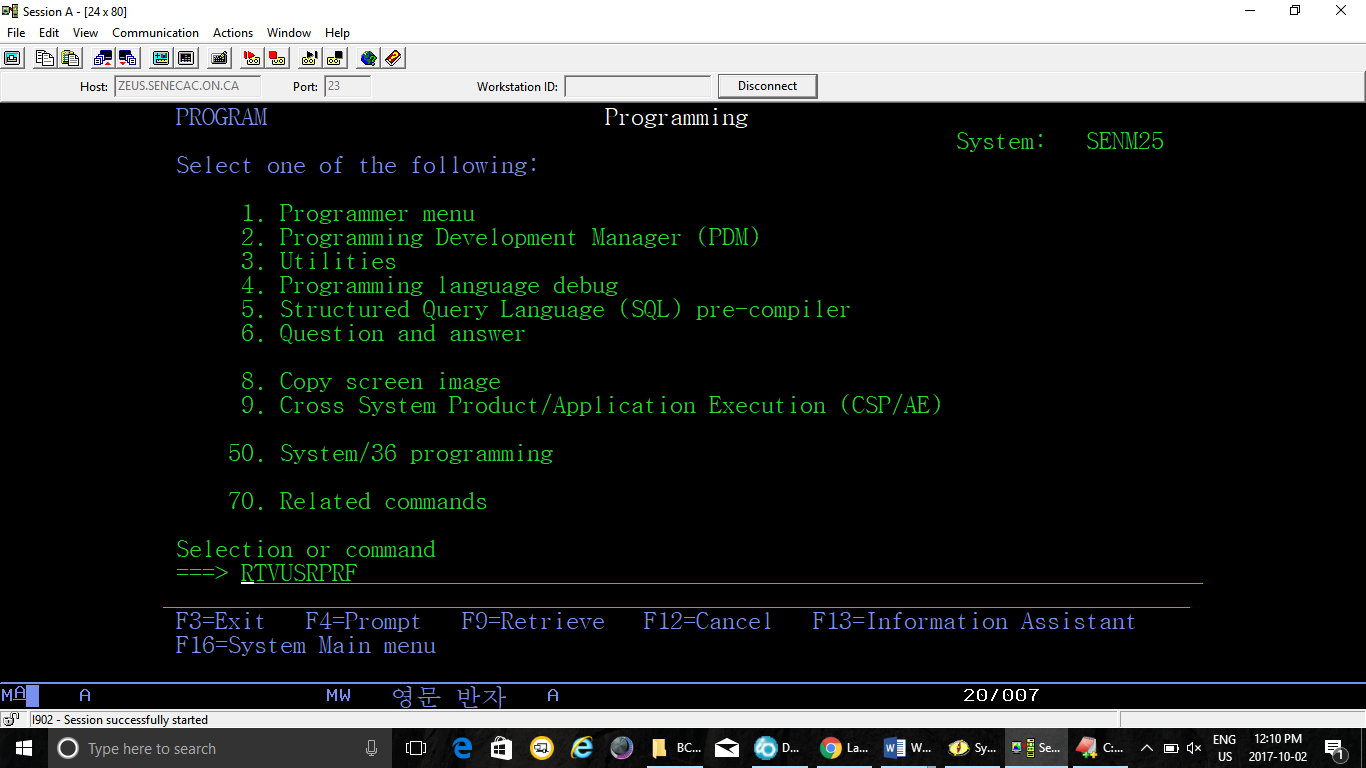 Session A - [24 x 80]
File Edit View Communication Actions Window Help
Host: ZEUS.SENECAC.ON.CA Port: 23 Workstation ID: Disconnect
PROGRAM Programming
System: SENM25
Select one of the following:
1. Programmer menu
2. Programming Development Manager (PDM)
3. Utilities
4. Programming language debug
5. Structured Query Language (SQL) pre-compiler
6. Question and answer
8. Copy screen image
9. Cross System Product/Application Execution (CSP/AE)
50. System/36 programming
70. Related commands
Selection or command
===> RTVUSRPRF
F3=Exit F4=Prompt F9=Retrieve F12=Cancel F13=Information Assistant
F16=System Main menu
MA A MW 영문 반자 A 20/007
I902 - Session successfully started
Type here to search BC... D... La... W... Sy... Se... C:... ENG 12:10 PM
US 2017-10-02 1